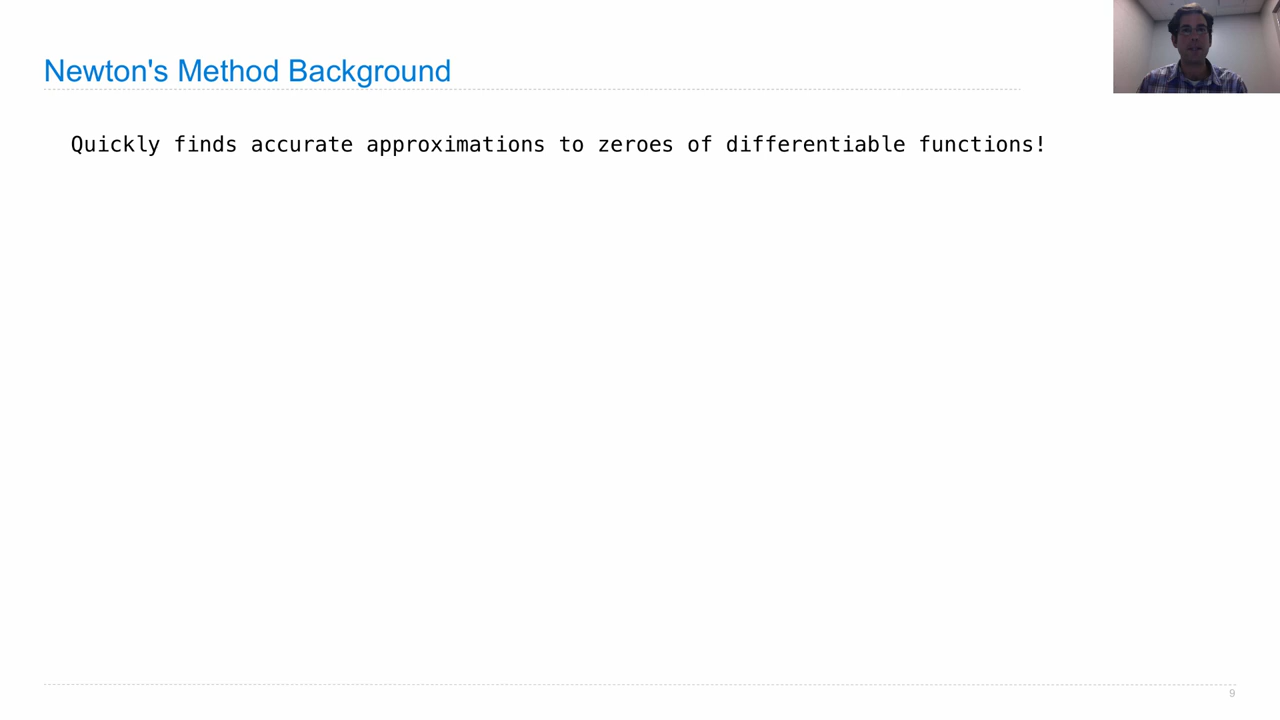 Newton's Method Background
Quickly finds accurate approximations to zeroes of differentiable functions!
9